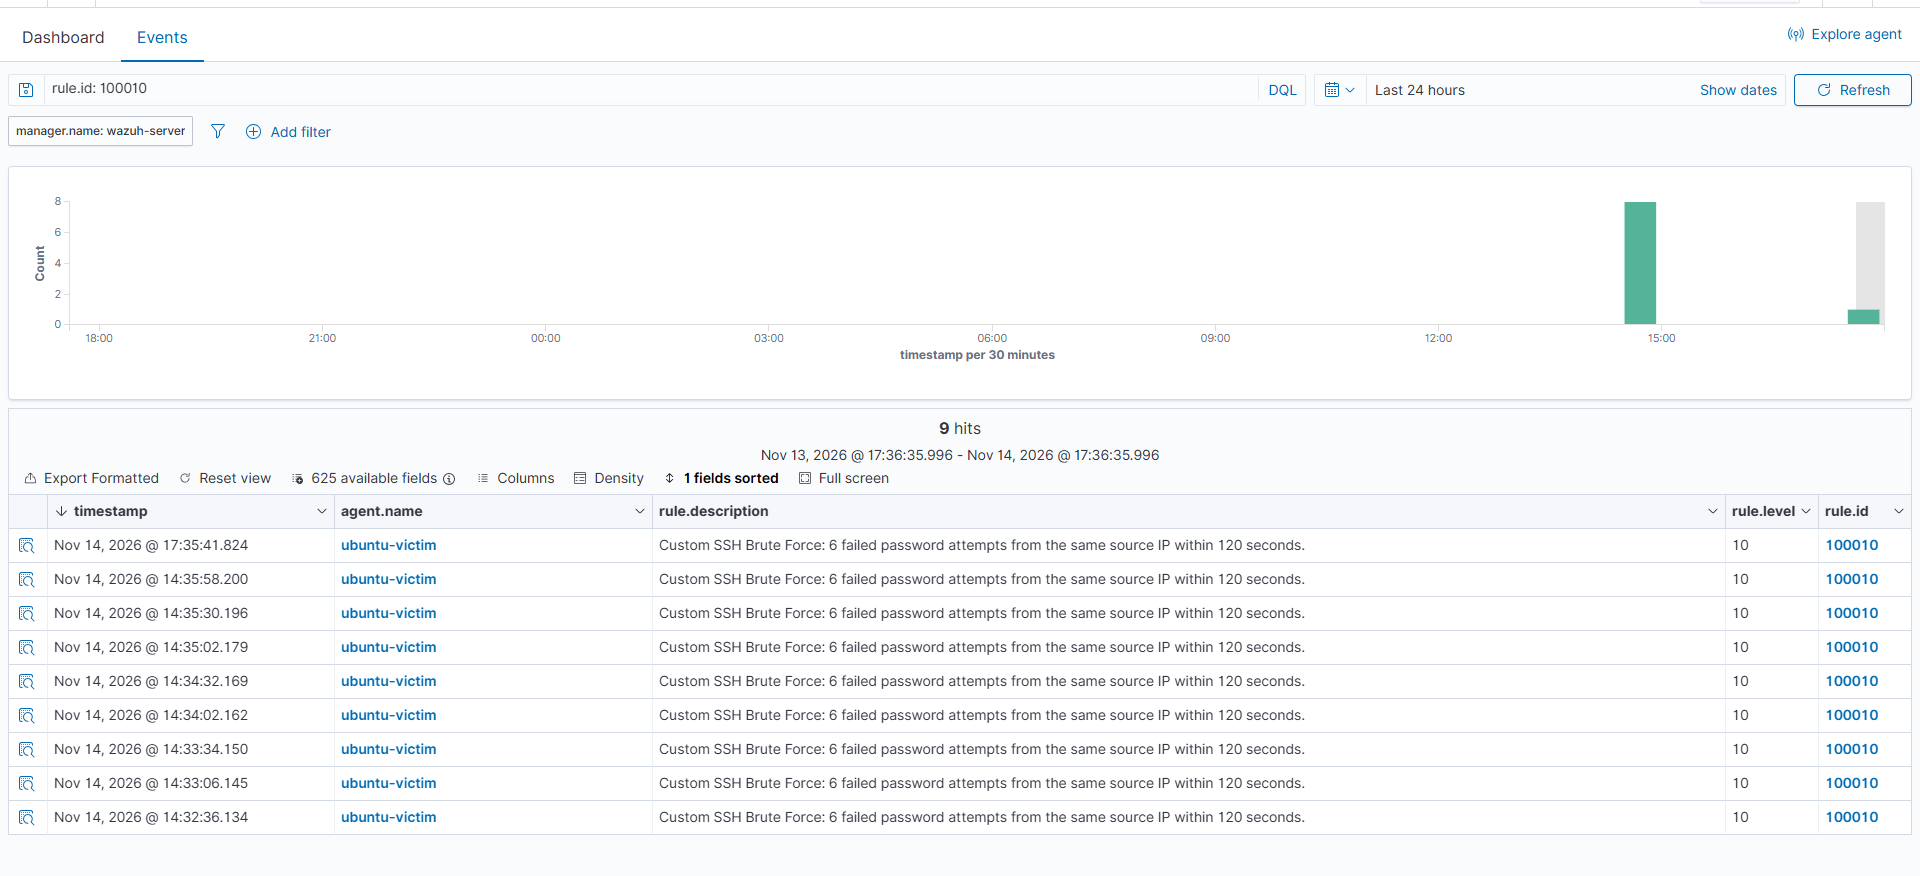 Dashboard Events Explore agent
rule.id: 100010 DQL Last 24 hours Show dates Refresh
manager.name: wazuh-server Add filter
8
6
4
2
0
Count
18:00 21:00 00:00 03:00 06:00 09:00 12:00 15:00
timestamp per 30 minutes
9 hits
Nov 13, 2026 @ 17:36:35.996 - Nov 14, 2026 @ 17:36:35.996
Export Formatted Reset view 625 available fields Columns Density 1 fields sorted Full screen
timestamp agent.name rule.description rule.level rule.id
Nov 14, 2026 @ 17:35:41.824 ubuntu-victim Custom SSH Brute Force: 6 failed password attempts from the same source IP within 120 seconds. 10 100010
Nov 14, 2026 @ 14:35:58.200 ubuntu-victim Custom SSH Brute Force: 6 failed password attempts from the same source IP within 120 seconds. 10 100010
Nov 14, 2026 @ 14:35:30.196 ubuntu-victim Custom SSH Brute Force: 6 failed password attempts from the same source IP within 120 seconds. 10 100010
Nov 14, 2026 @ 14:35:02.179 ubuntu-victim Custom SSH Brute Force: 6 failed password attempts from the same source IP within 120 seconds. 10 100010
Nov 14, 2026 @ 14:34:32.169 ubuntu-victim Custom SSH Brute Force: 6 failed password attempts from the same source IP within 120 seconds. 10 100010
Nov 14, 2026 @ 14:34:02.162 ubuntu-victim Custom SSH Brute Force: 6 failed password attempts from the same source IP within 120 seconds. 10 100010
Nov 14, 2026 @ 14:33:34.150 ubuntu-victim Custom SSH Brute Force: 6 failed password attempts from the same source IP within 120 seconds. 10 100010
Nov 14, 2026 @ 14:33:06.145 ubuntu-victim Custom SSH Brute Force: 6 failed password attempts from the same source IP within 120 seconds. 10 100010
Nov 14, 2026 @ 14:32:36.134 ubuntu-victim Custom SSH Brute Force: 6 failed password attempts from the same source IP within 120 seconds. 10 100010